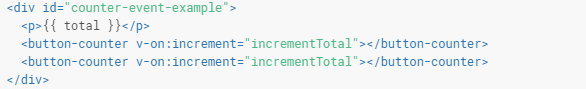 <div id="counter-event-example">
  <p>{{ total }}</p>
  <button-counter v-on:increment="incrementTotal"></button-counter>
  <button-counter v-on:increment="incrementTotal"></button-counter>
</div>